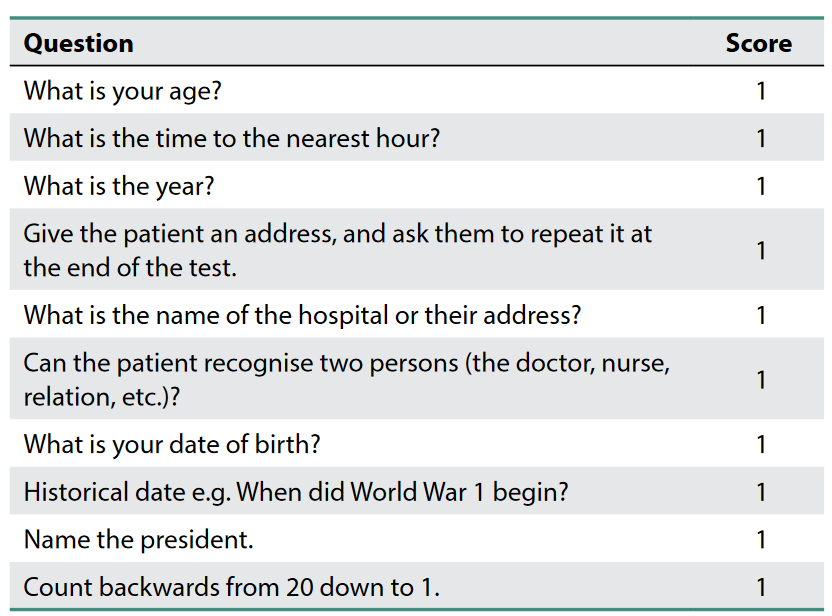 Question Score
What is your age? 1
What is the time to the nearest hour? 1
What is the year? 1
Give the patient an address, and ask them to repeat it at
the end of the test. 1
What is the name of the hospital or their address? 1
Can the patient recognise two persons (the doctor, nurse,
relation, etc.)? 1
What is your date of birth? 1
Historical date e.g. When did World War 1 begin? 1
Name the president. 1
Count backwards from 20 down to 1. 1